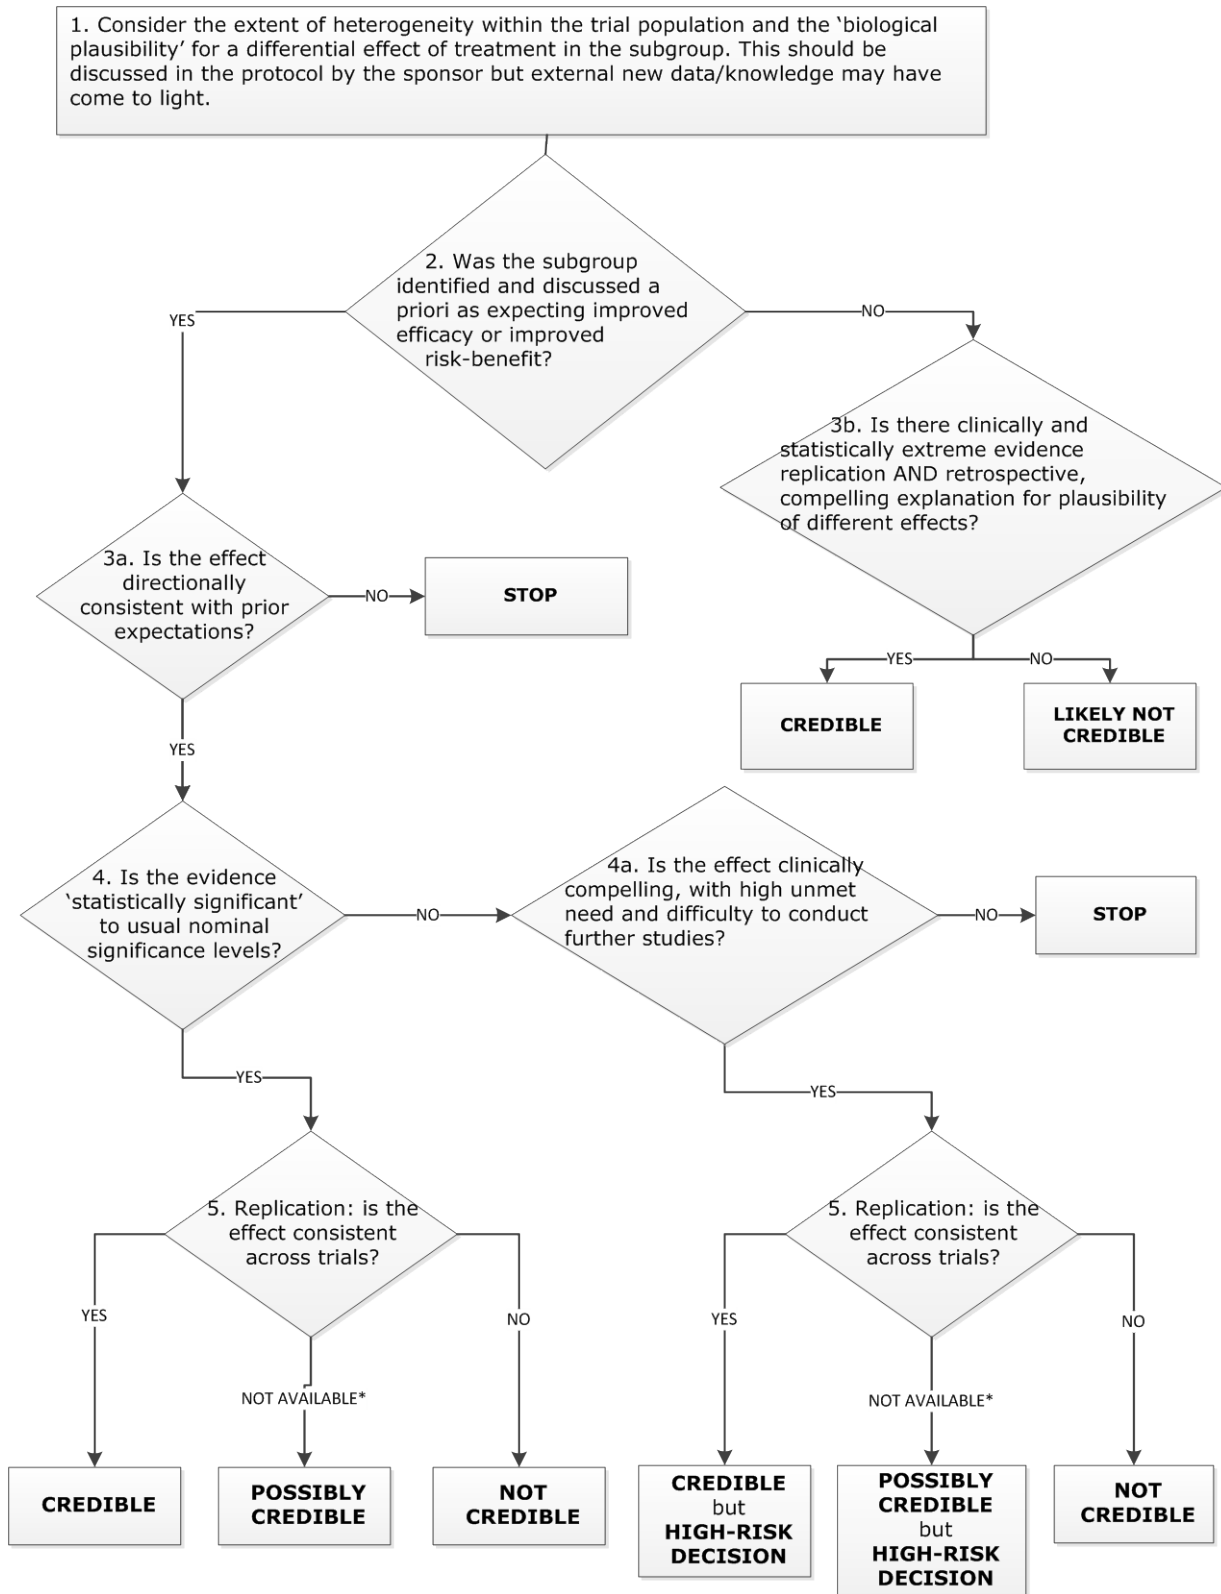 1. Consider the extent of heterogeneity within the trial population and the ‘biological
plausibility’ for a differential effect of treatment in the subgroup. This should be
discussed in the protocol by the sponsor but external new data/knowledge may have
come to light.
2. Was the subgroup
identified and discussed a
priori as expecting improved
efficacy or improved
risk-benefit?
YES
NO
3b. Is there clinically and
statistically extreme evidence
replication AND retrospective,
compelling explanation for plausibility
of different effects?
3a. Is the effect
directionally
consistent with prior
expectations?
NO
STOP
YES
NO
CREDIBLE
LIKELY NOT
CREDIBLE
YES
4. Is the evidence
‘statistically significant’
to usual nominal
significance levels?
NO
4a. Is the effect clinically
compelling, with high unmet
need and difficulty to conduct
further studies?
NO
STOP
YES
YES
5. Replication: is the
effect consistent
across trials?
5. Replication: is the
effect consistent
across trials?
YES
NOT AVAILABLE*
NO
YES
NOT AVAILABLE*
NO
CREDIBLE
POSSIBLY
CREDIBLE
NOT
CREDIBLE
CREDIBLE
but
HIGH-RISK
DECISION
POSSIBLY
CREDIBLE
but
HIGH-RISK
DECISION
NOT
CREDIBLE